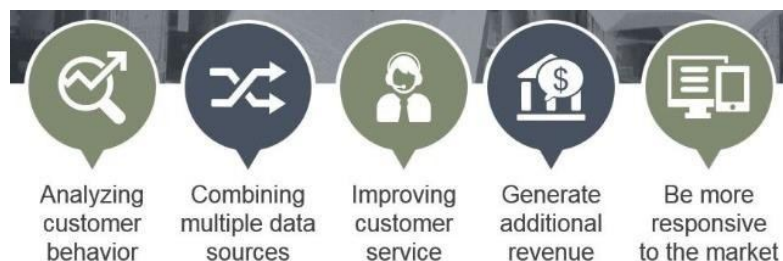 Analyzing
customer
behavior
Combining
multiple data
sources
Improving
customer
service
$
Generate
additional
revenue
Be more
responsive
to the market